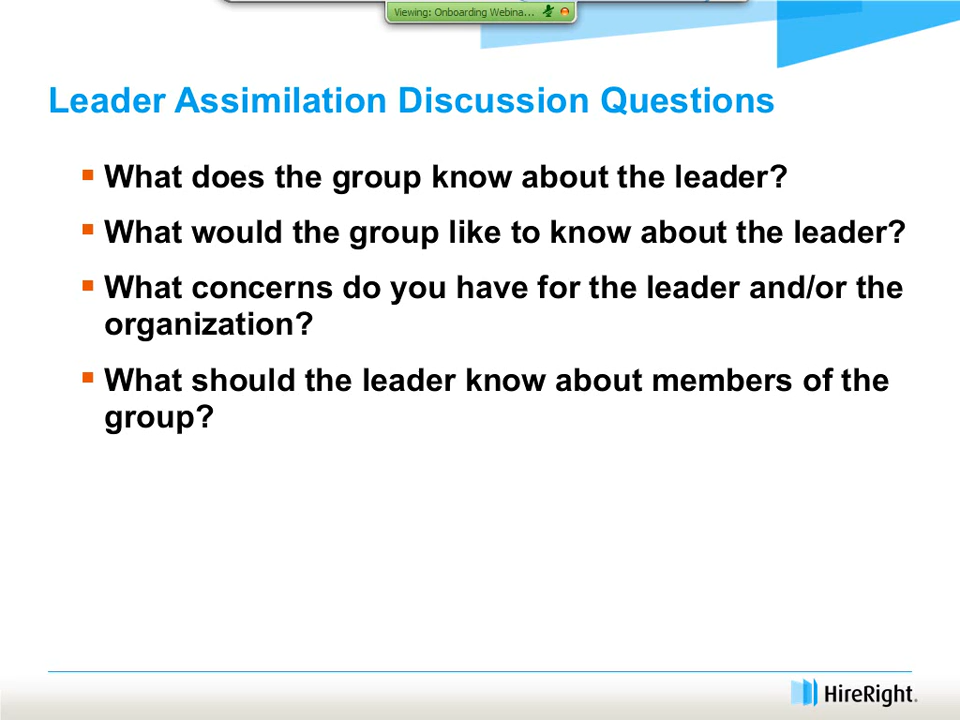 Viewing: Onboarding Webina...
Leader Assimilation Discussion Questions
What does the group know about the leader?
What would the group like to know about the leader?
What concerns do you have for the leader and/or the
organization?
What should the leader know about members of the
group?
HireRight.